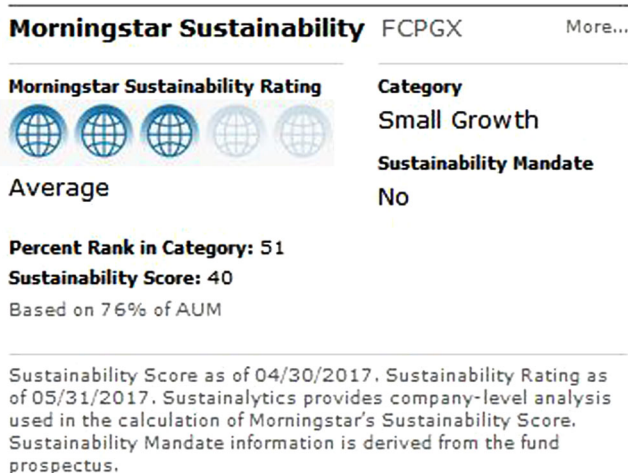 Morningstar Sustainability FCPGX More...
Morningstar Sustainability Rating
Average
Percent Rank in Category: 51
Sustainability Score: 40
Based on 76% of AUM
Category
Small Growth
Sustainability Mandate
No
Sustainability Score as of 04/30/2017. Sustainability Rating as
of 05/31/2017. Sustainalytics provides company-level analysis
used in the calculation of Morningstar's Sustainability Score.
Sustainability Mandate information is derived from the fund
prospectus.